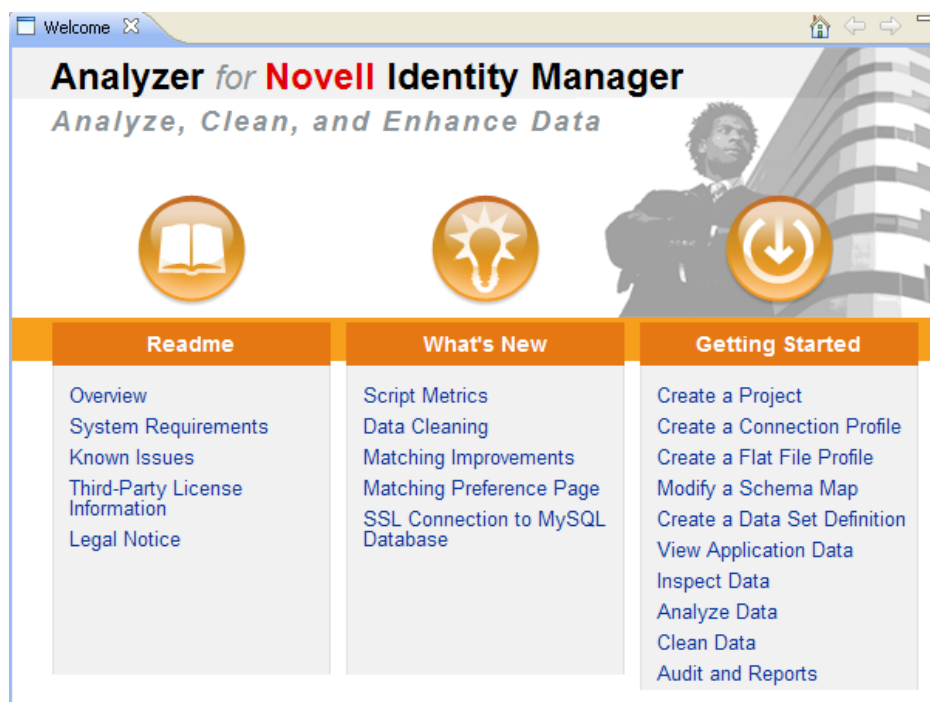 Welcome
Analyzer for Novell Identity Manager
Analyze, Clean, and Enhance Data
Readme
Overview
System Requirements
Known Issues
Third-Party License
Information
Legal Notice
What's New
Script Metrics
Data Cleaning
Matching Improvements
Matching Preference Page
SSL Connection to MySQL
Database
Getting Started
Create a Project
Create a Connection Profile
Create a Flat File Profile
Modify a Schema Map
Create a Data Set Definition
View Application Data
Inspect Data
Analyze Data
Clean Data
Audit and Reports